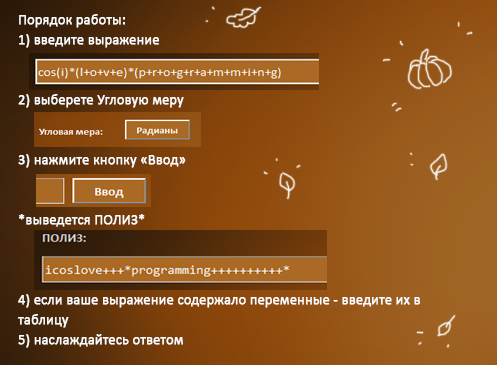 Порядок работы:
1) введите выражение
cos(i)*(l+o+v+e)*(p+r+o+g+r+a+m+m+i+n+g)
2) выберете Угловую меру
Угловая мера: Радианы
3) нажмите кнопку «Ввод»
Ввод
*выведется ПОЛИЗ*
ПОЛИЗ:
icoslove+++*programming++++++++++*
4) если ваше выражение содержало переменные - введите их в
таблицу
5) наслаждайтесь ответом